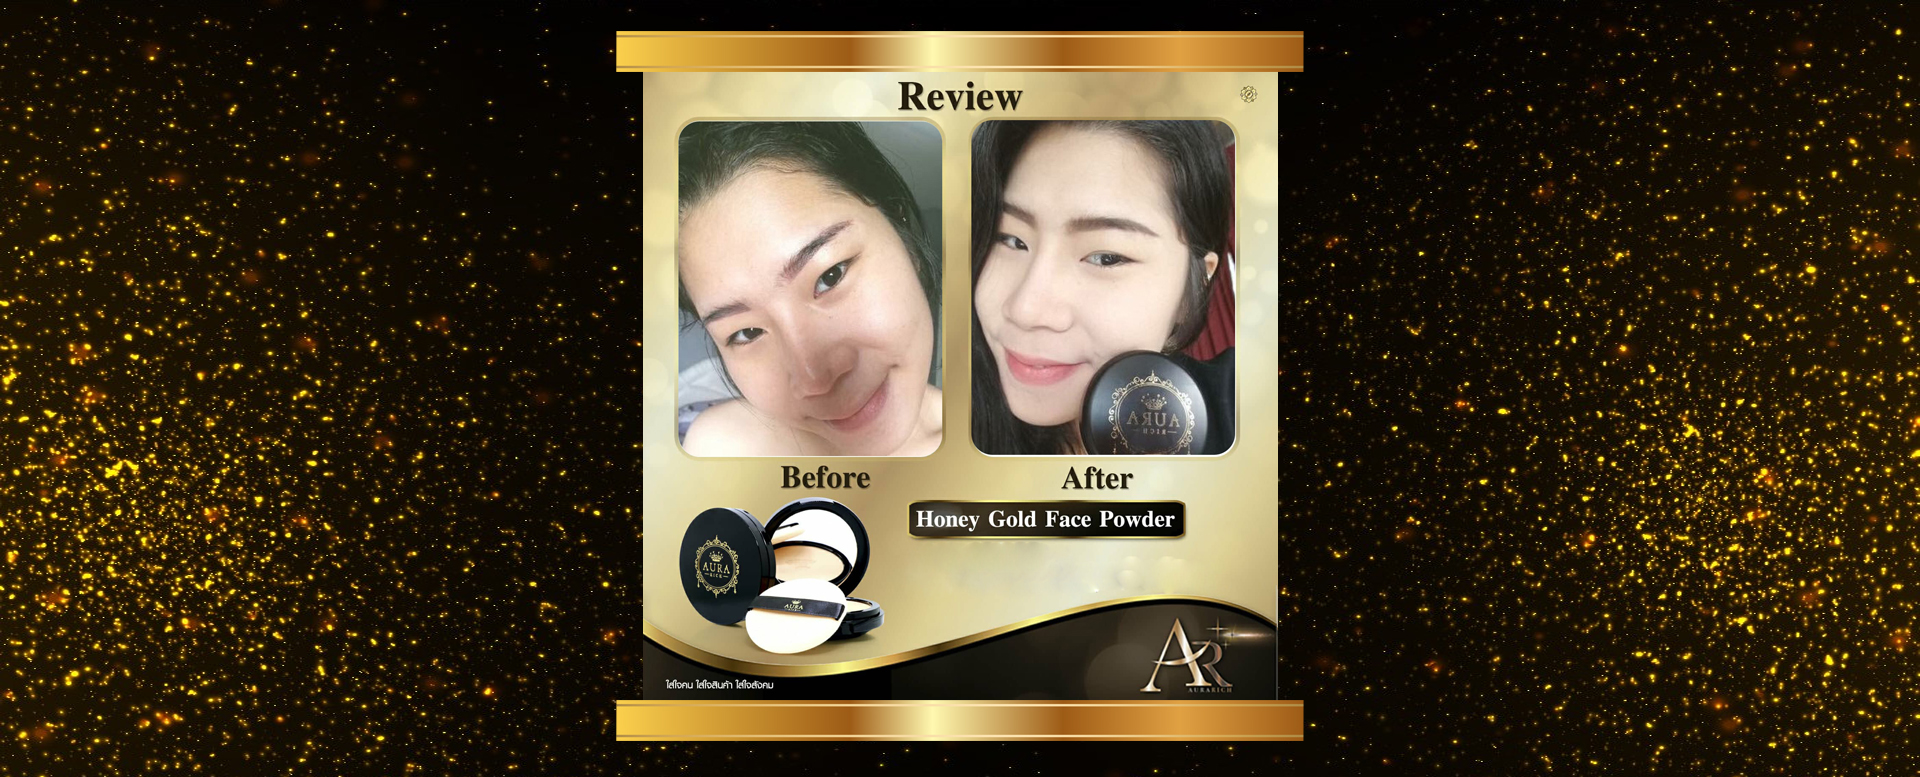 Review
AURA
RICH
Before
After
Honey Gold Face Powder
AURA
RICH
AURA
AR
AURARICH
ใส่ใจคน ใส่ใจสินค้า ใส่ใจสังคม